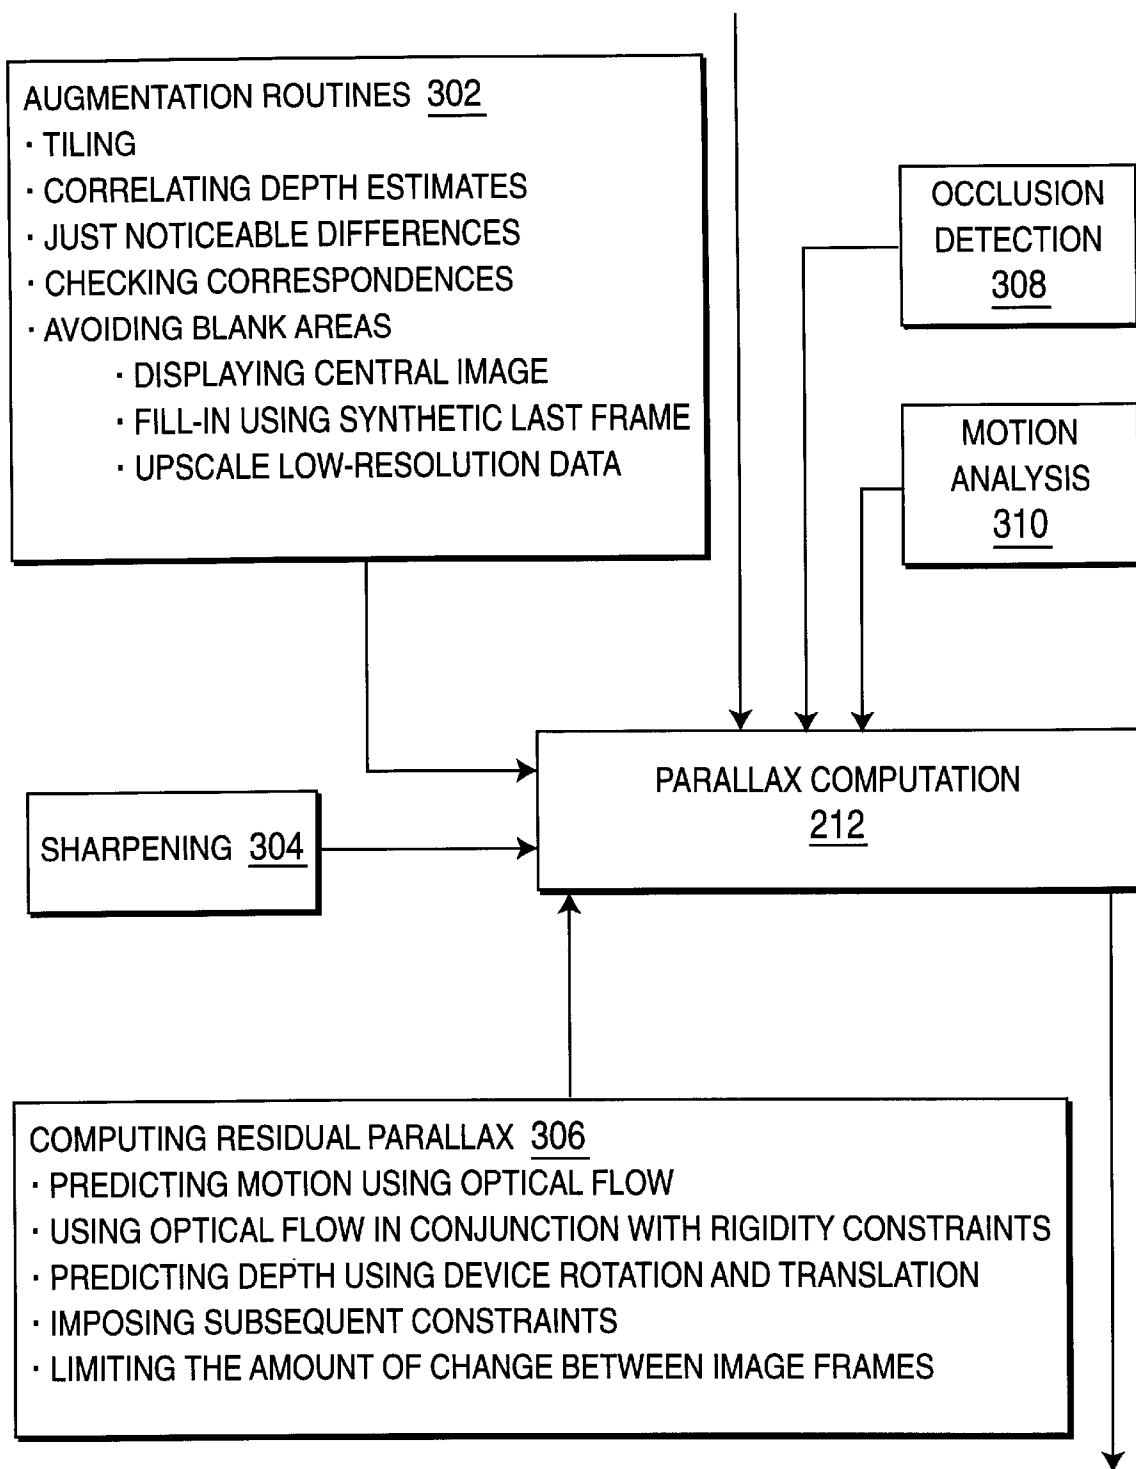 AUGMENTATION ROUTINES 302
· TILING
· CORRELATING DEPTH ESTIMATES
· JUST NOTICEABLE DIFFERENCES
· CHECKING CORRESPONDENCES
· AVOIDING BLANK AREAS
· DISPLAYING CENTRAL IMAGE
· FILL-IN USING SYNTHETIC LAST FRAME
· UPSCALE LOW-RESOLUTION DATA
OCCLUSION
DETECTION
308
MOTION
ANALYSIS
310
PARALLAX COMPUTATION
212
SHARPENING 304
COMPUTING RESIDUAL PARALLAX 306
· PREDICTING MOTION USING OPTICAL FLOW
· USING OPTICAL FLOW IN CONJUNCTION WITH RIGIDITY CONSTRAINTS
· PREDICTING DEPTH USING DEVICE ROTATION AND TRANSLATION
· IMPOSING SUBSEQUENT CONSTRAINTS
· LIMITING THE AMOUNT OF CHANGE BETWEEN IMAGE FRAMES